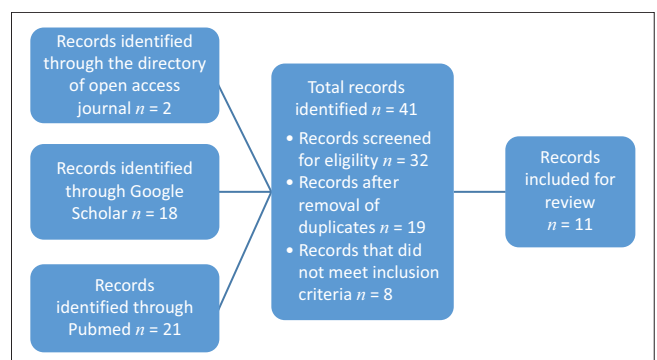 Records identified
through the directory
of open access
journal n = 2
Records identified
through Google
Scholar n = 18
Records
identified through
Pubmed n = 21
Total records
identified n = 41
• Records screened
for eligility n = 32
• Records after
removal of
duplicates n = 19
• Records that did
not meet inclusion
criteria n = 8
Records
included for
review
n = 11